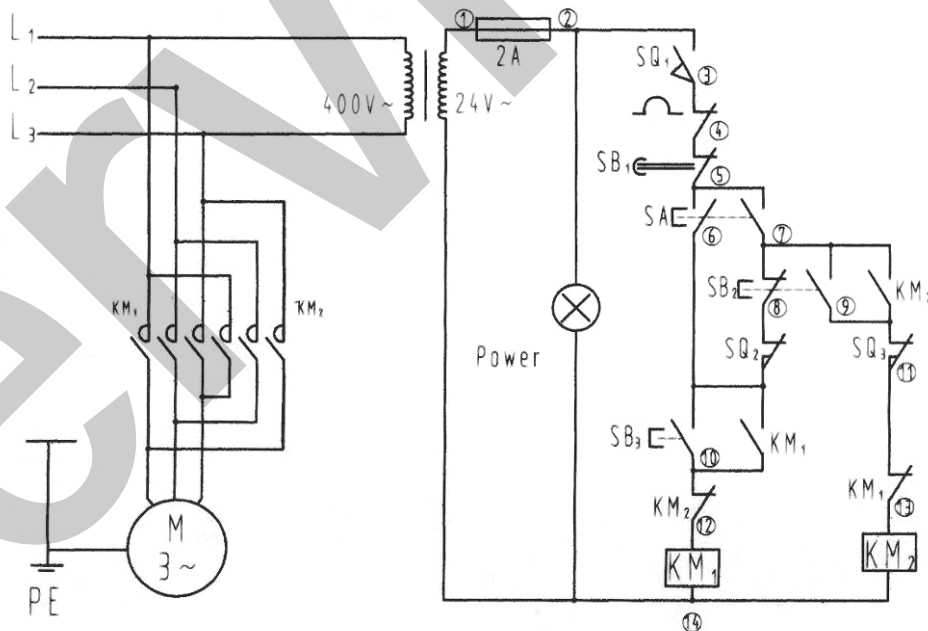 L1
L2
L3
400V~
24V~
① ②
2A
SQ1
③
④
SB1
⑤
SA
⑥ ⑦
SB2
⑧ ⑨
KM2
SQ2
SQ3
⑪
KM1
KM2
Power
SB3
⑩
KM1
KM2
⑫
KM1
⑬
KM1
KM2
⑭
M
3~
PE